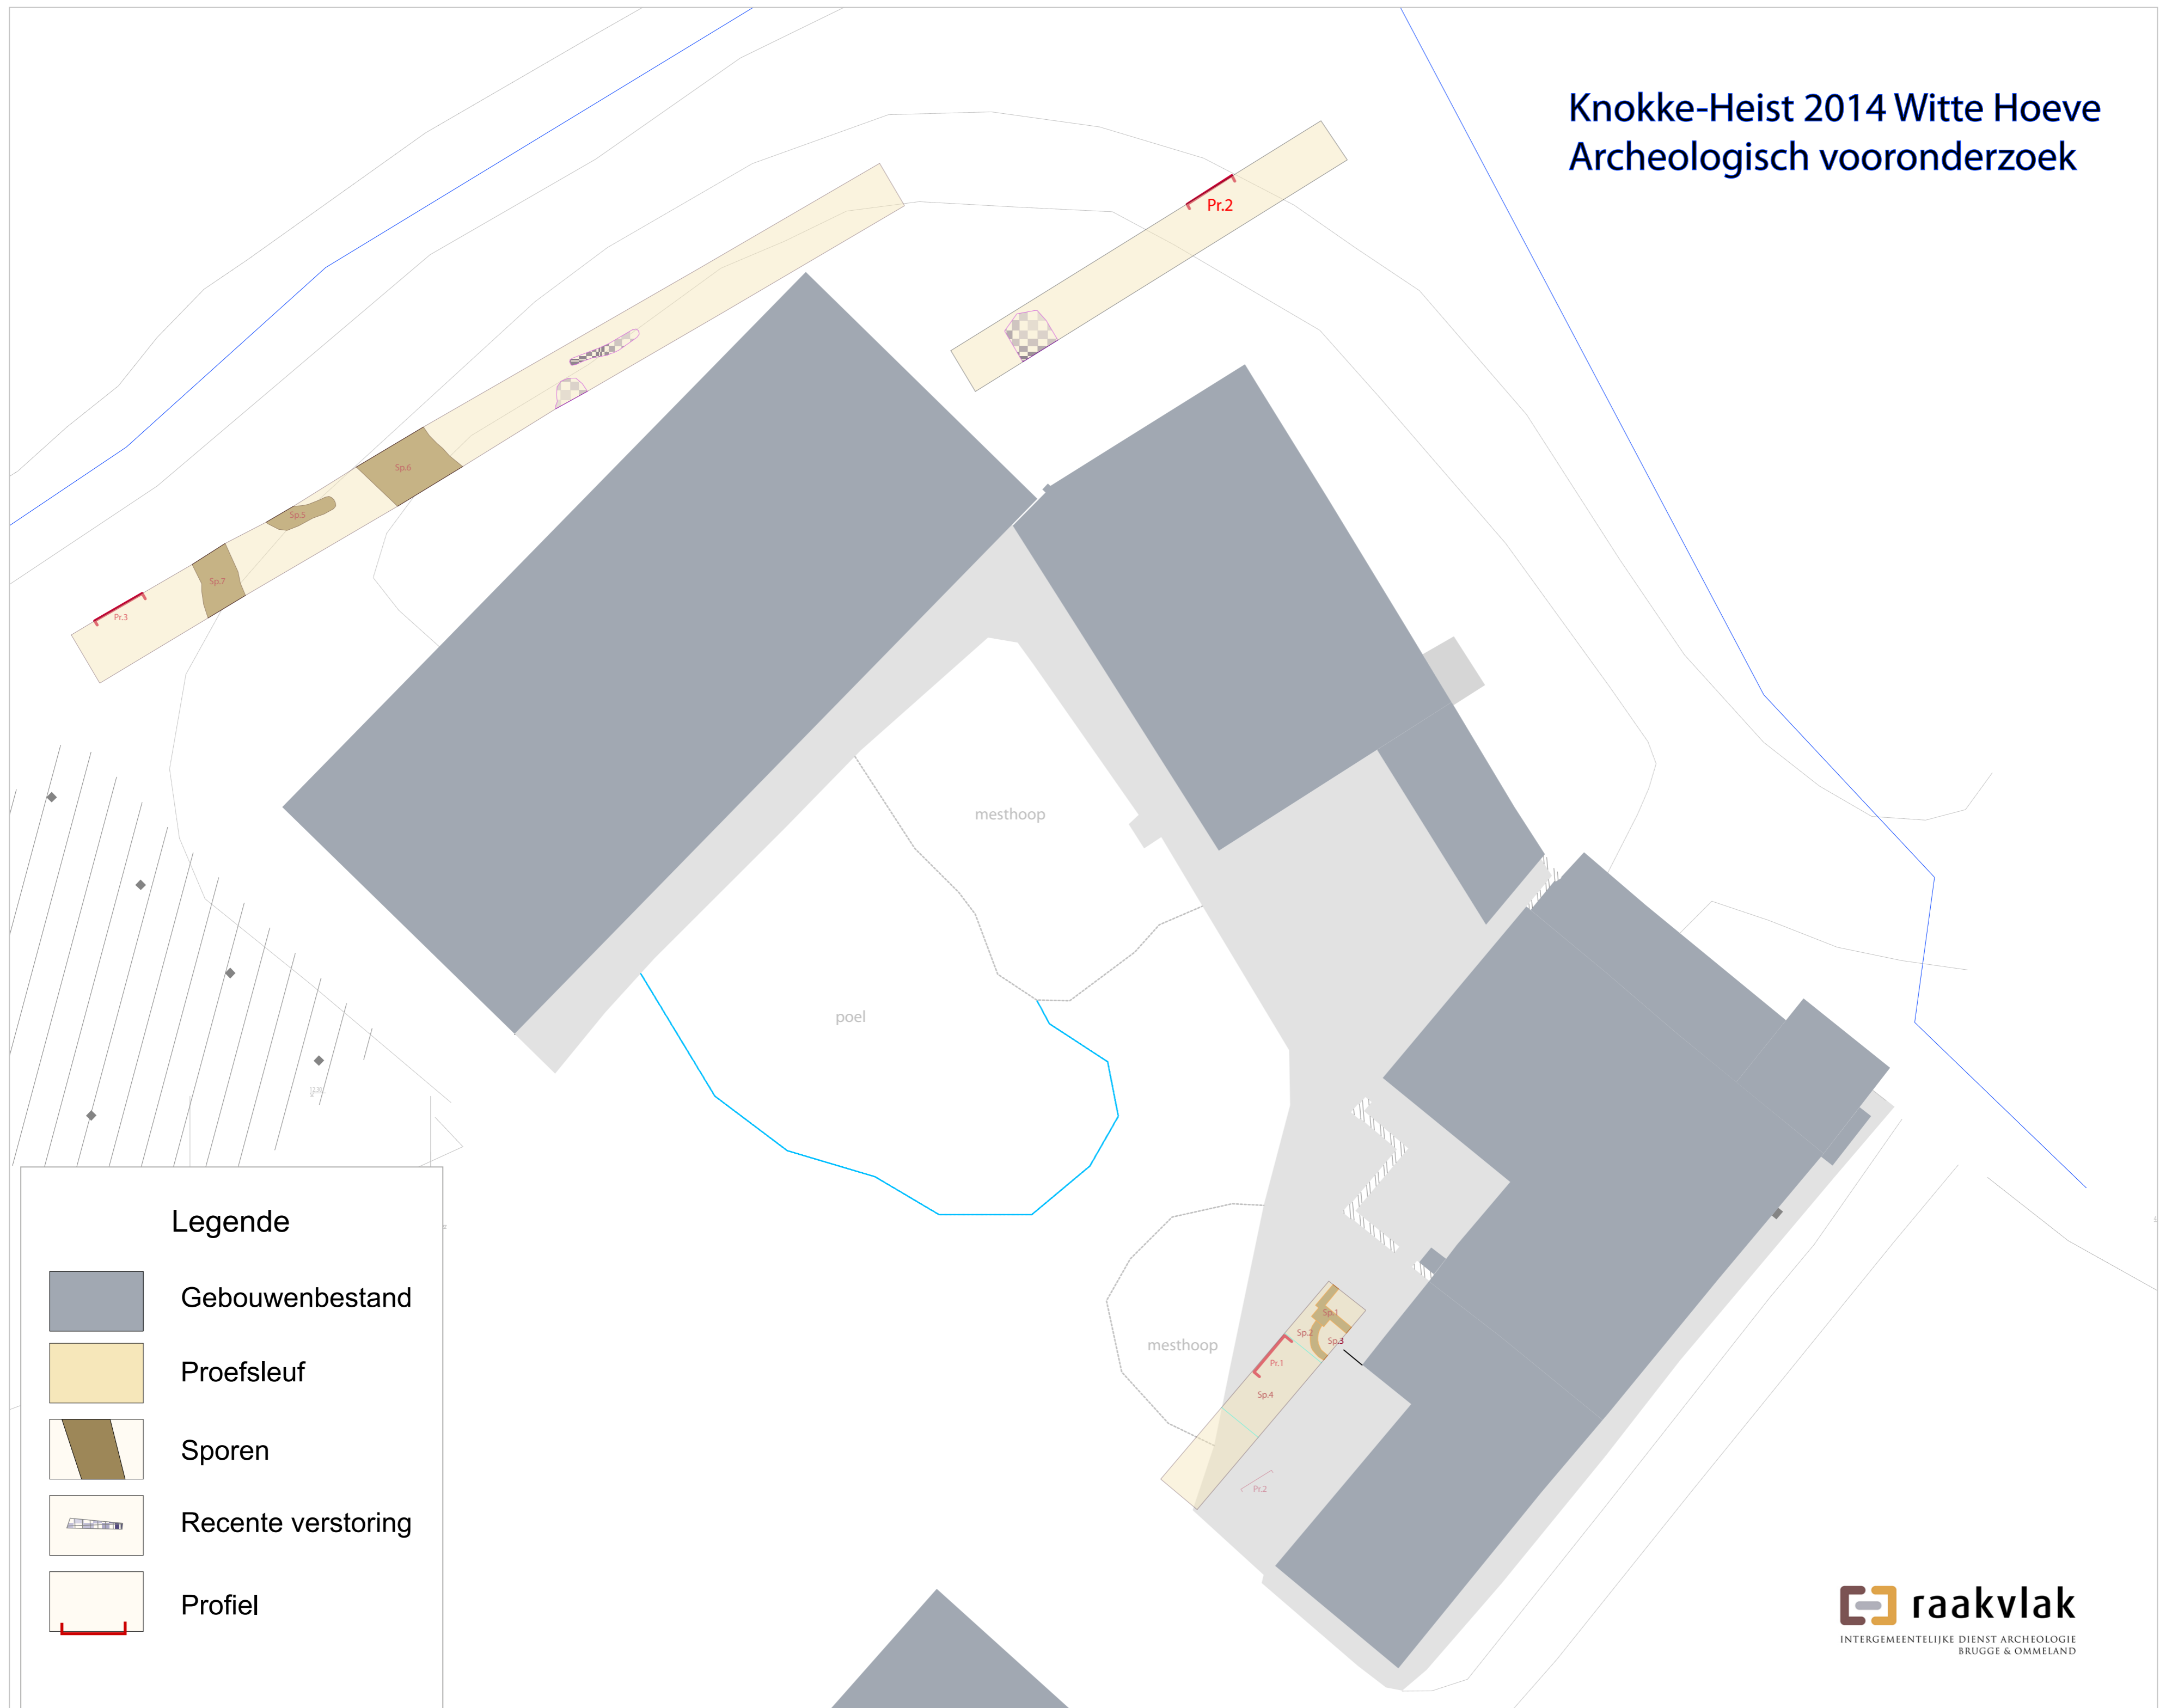 Knokke-Heist 2014 Witte Hoeve
Archeologisch vooronderzoek
Pr.2
Sp.6
Sp.5
Sp.7
Pr.3
mesthoop
poel
mesthoop
Sp.1
Sp.2
Sp.3
Pr.1
Sp.4
Pr.2
Legende
Gebouwenbestand
Proefsleuf
Sporen
Recente verstoring
Profiel
raakvlak
INTERGEMEENTELIJKE DIENST ARCHEOLOGIE
BRUGGE & OMMELAND